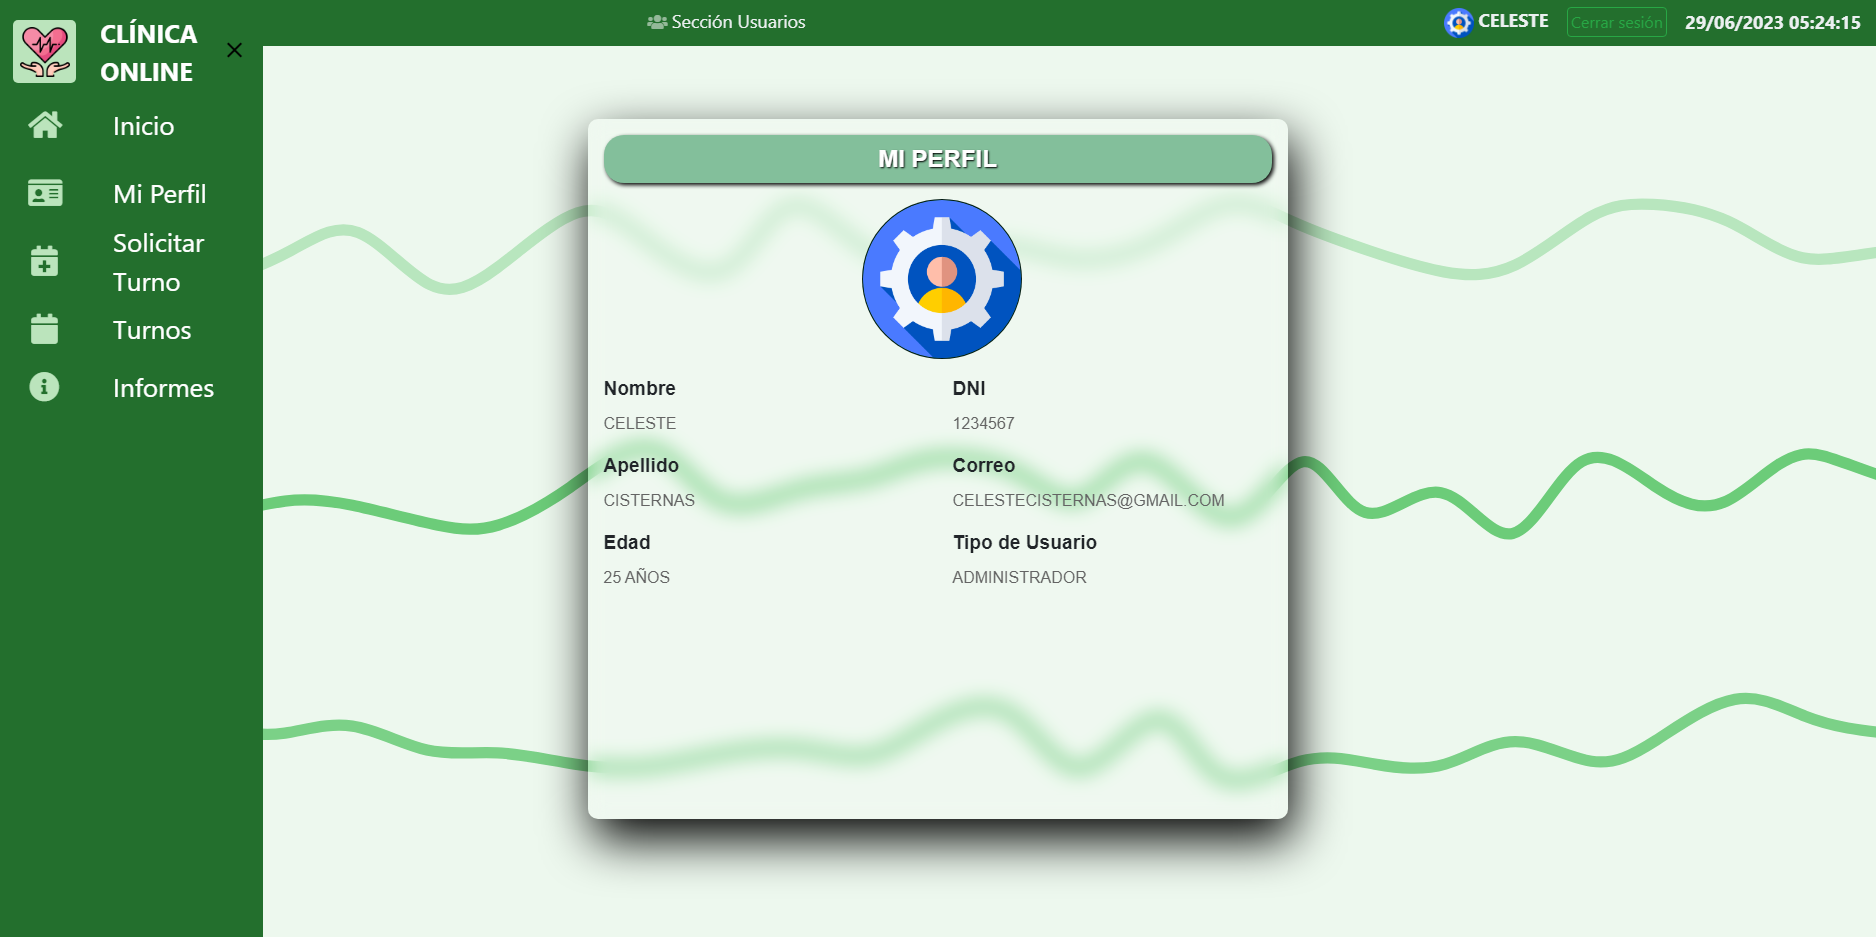 CLÍNICA
ONLINE
Sección Usuarios
CELESTE
Cerrar sesión
29/06/2023 05:24:15
Inicio
Mi Perfil
Solicitar
Turno
Turnos
Informes
MI PERFIL
Nombre
CELESTE
DNI
1234567
Apellido
CISTERNAS
Correo
CELESTECISTERNAS@GMAIL.COM
Edad
25 AÑOS
Tipo de Usuario
ADMINISTRADOR